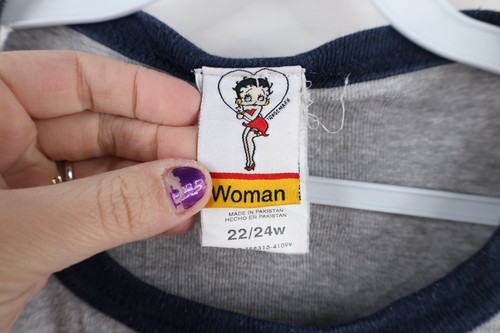 Woman
MADE IN PAKISTAN
HECHO EN PAKISTAN
22/24w